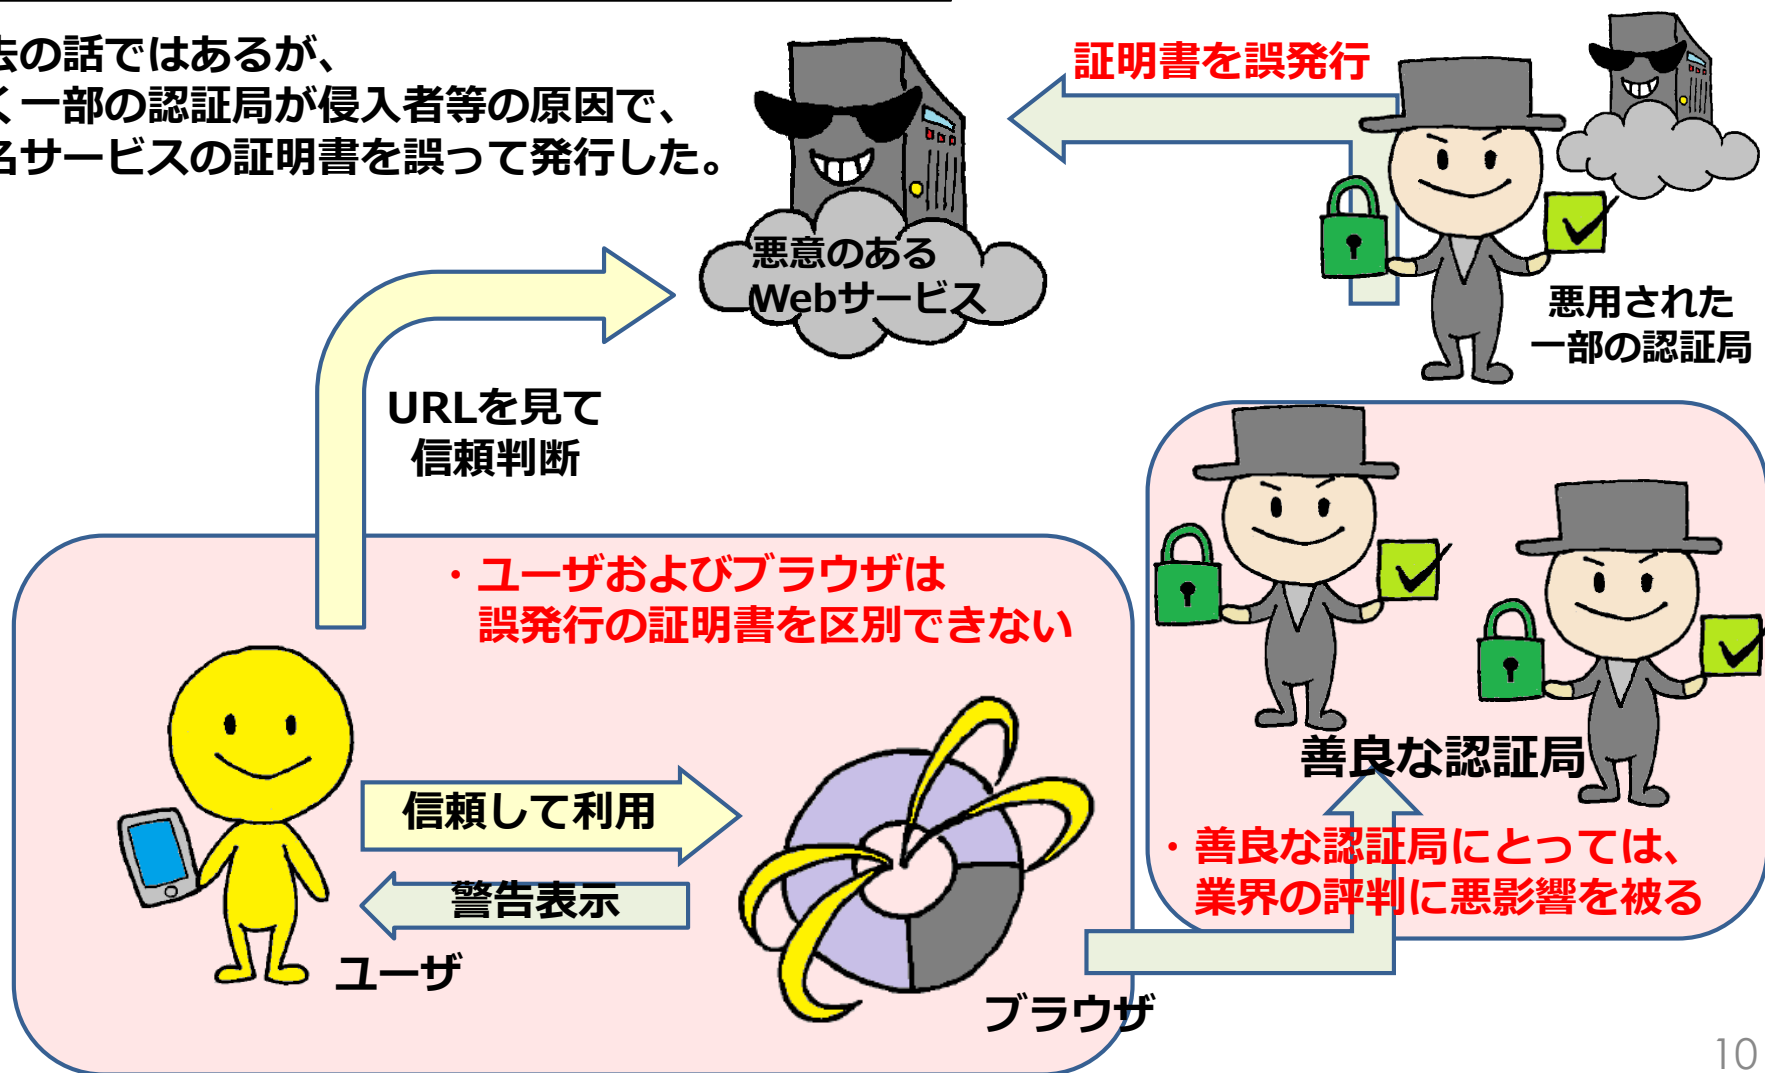 去の話ではあるが、
く一部の認証局が侵入者等の原因で、
名サービスの証明書を誤って発行した。
証明書を誤発行
悪意のある
Webサービス
悪用された
一部の認証局
URLを見て
信頼判断
・ユーザおよびブラウザは
誤発行の証明書を区別できない
善良な認証局
信頼して利用
警告表示
・善良な認証局にとっては、
業界の評判に悪影響を被る
ユーザ
ブラウザ
10